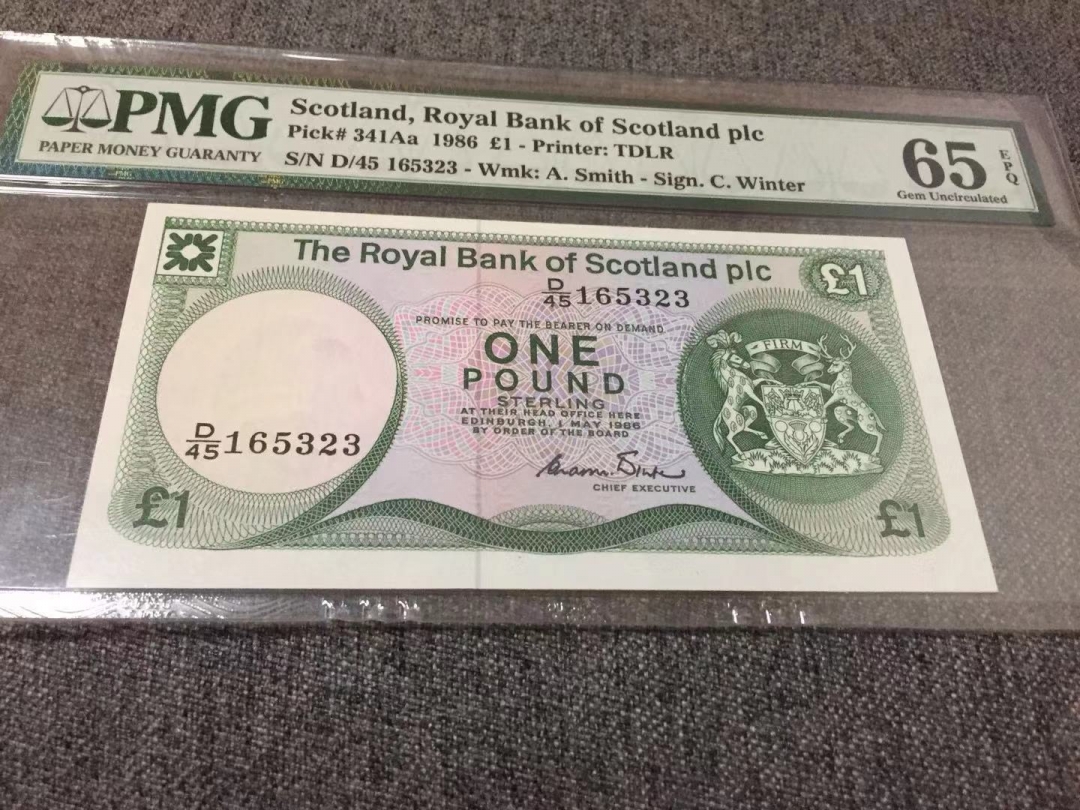 PMG
PAPER MONEY GUARANTY
Scotland, Royal Bank of Scotland plc
Pick# 341Aa 1986 £1 - Printer: TDLR
S/N D/45 165323 - Wmk: A. Smith - Sign. C. Winter
65 EPQ
Gem Uncirculated
The Royal Bank of Scotland plc
£1
D/45 165323
PROMISE TO PAY THE BEARER ON DEMAND
ONE
POUND
STERLING
AT THEIR HEAD OFFICE HERE
EDINBURGH, 1 MAY 1986
BY ORDER OF THE BOARD
FIRM
D/45 165323
CHIEF EXECUTIVE
£1
£1